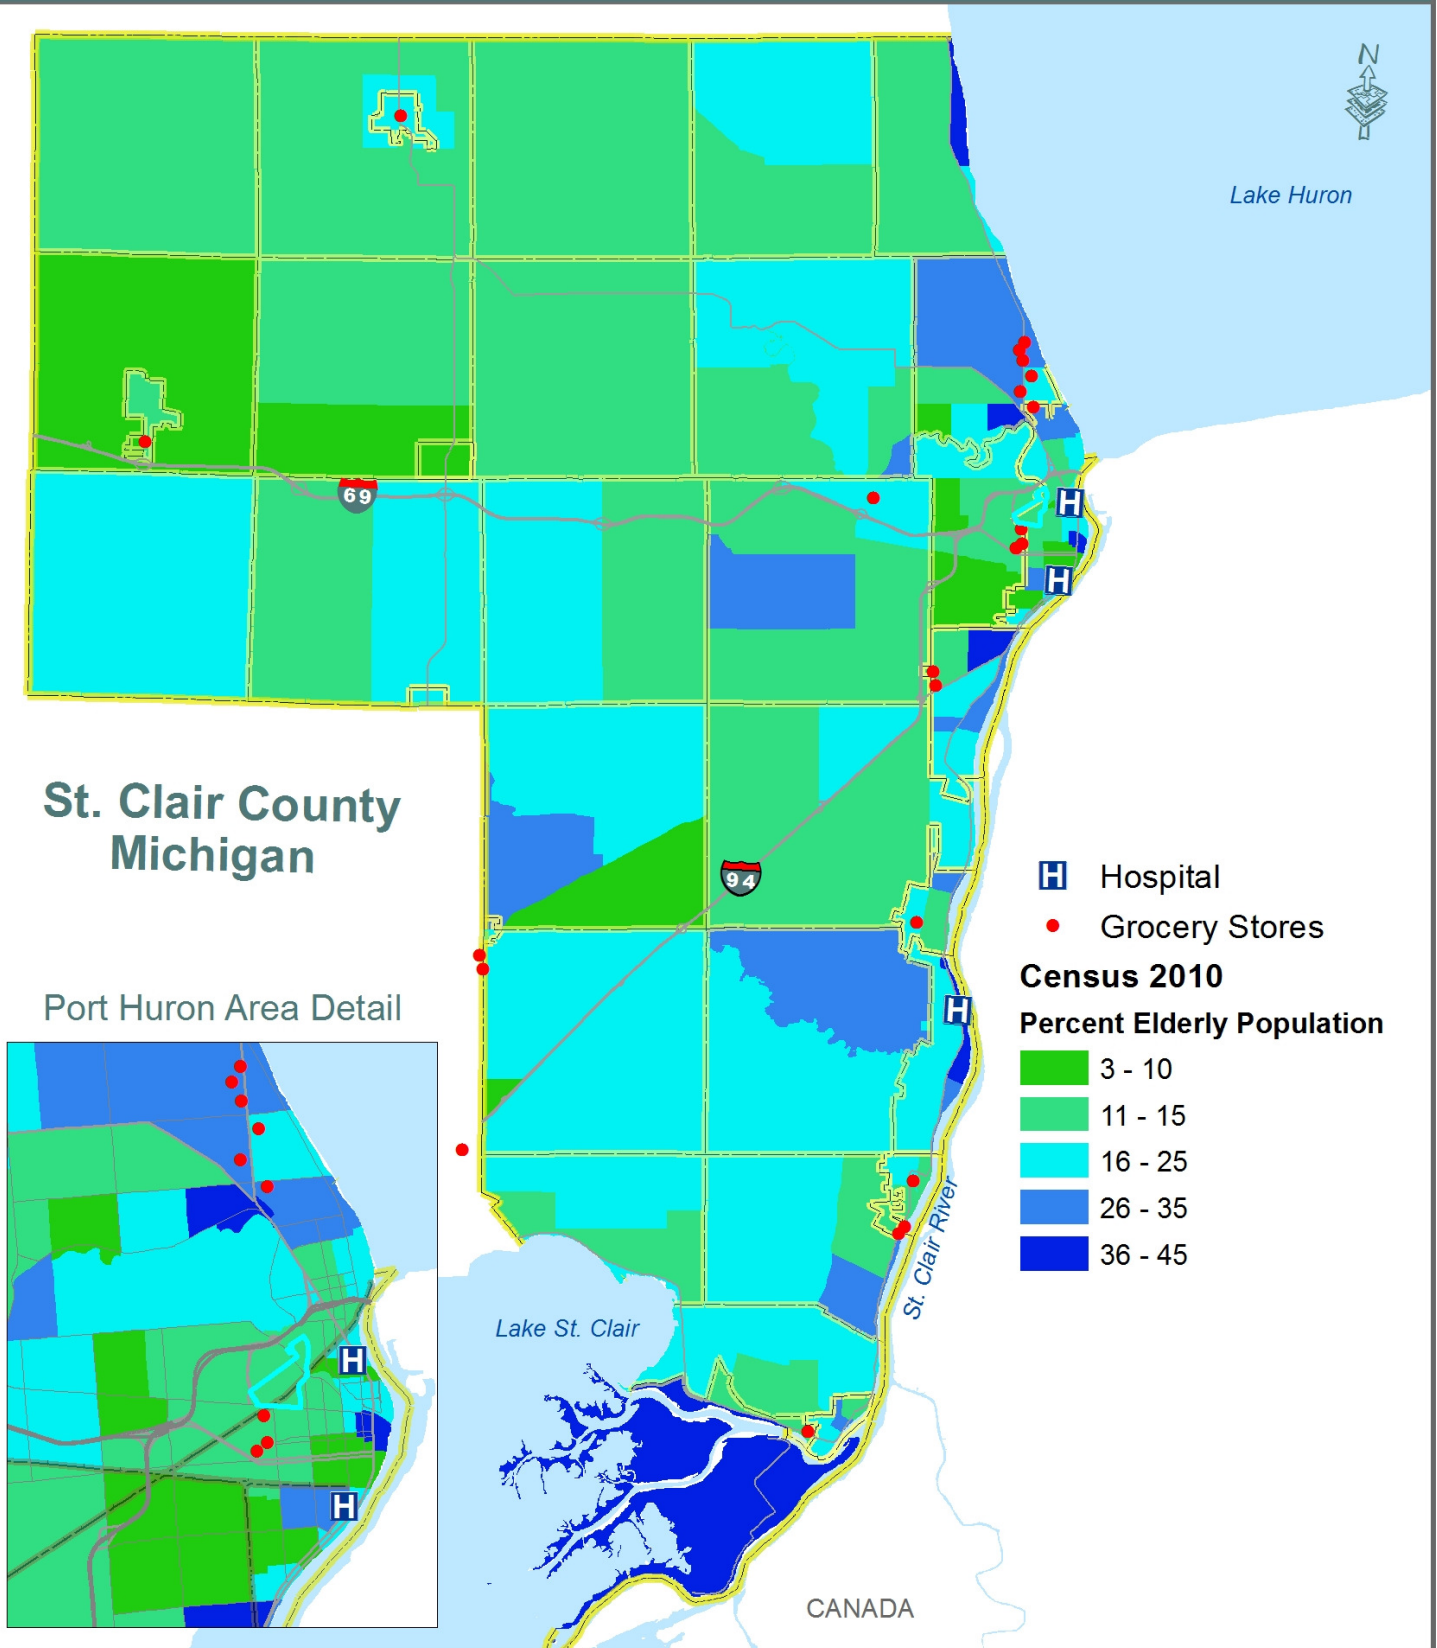 N
Lake Huron
69
H
H
St. Clair County
Michigan
94
H Hospital
Grocery Stores
Census 2010
Percent Elderly Population
3 - 10
11 - 15
16 - 25
26 - 35
36 - 45
H
Port Huron Area Detail
St. Clair River
Lake St. Clair
H
H
CANADA